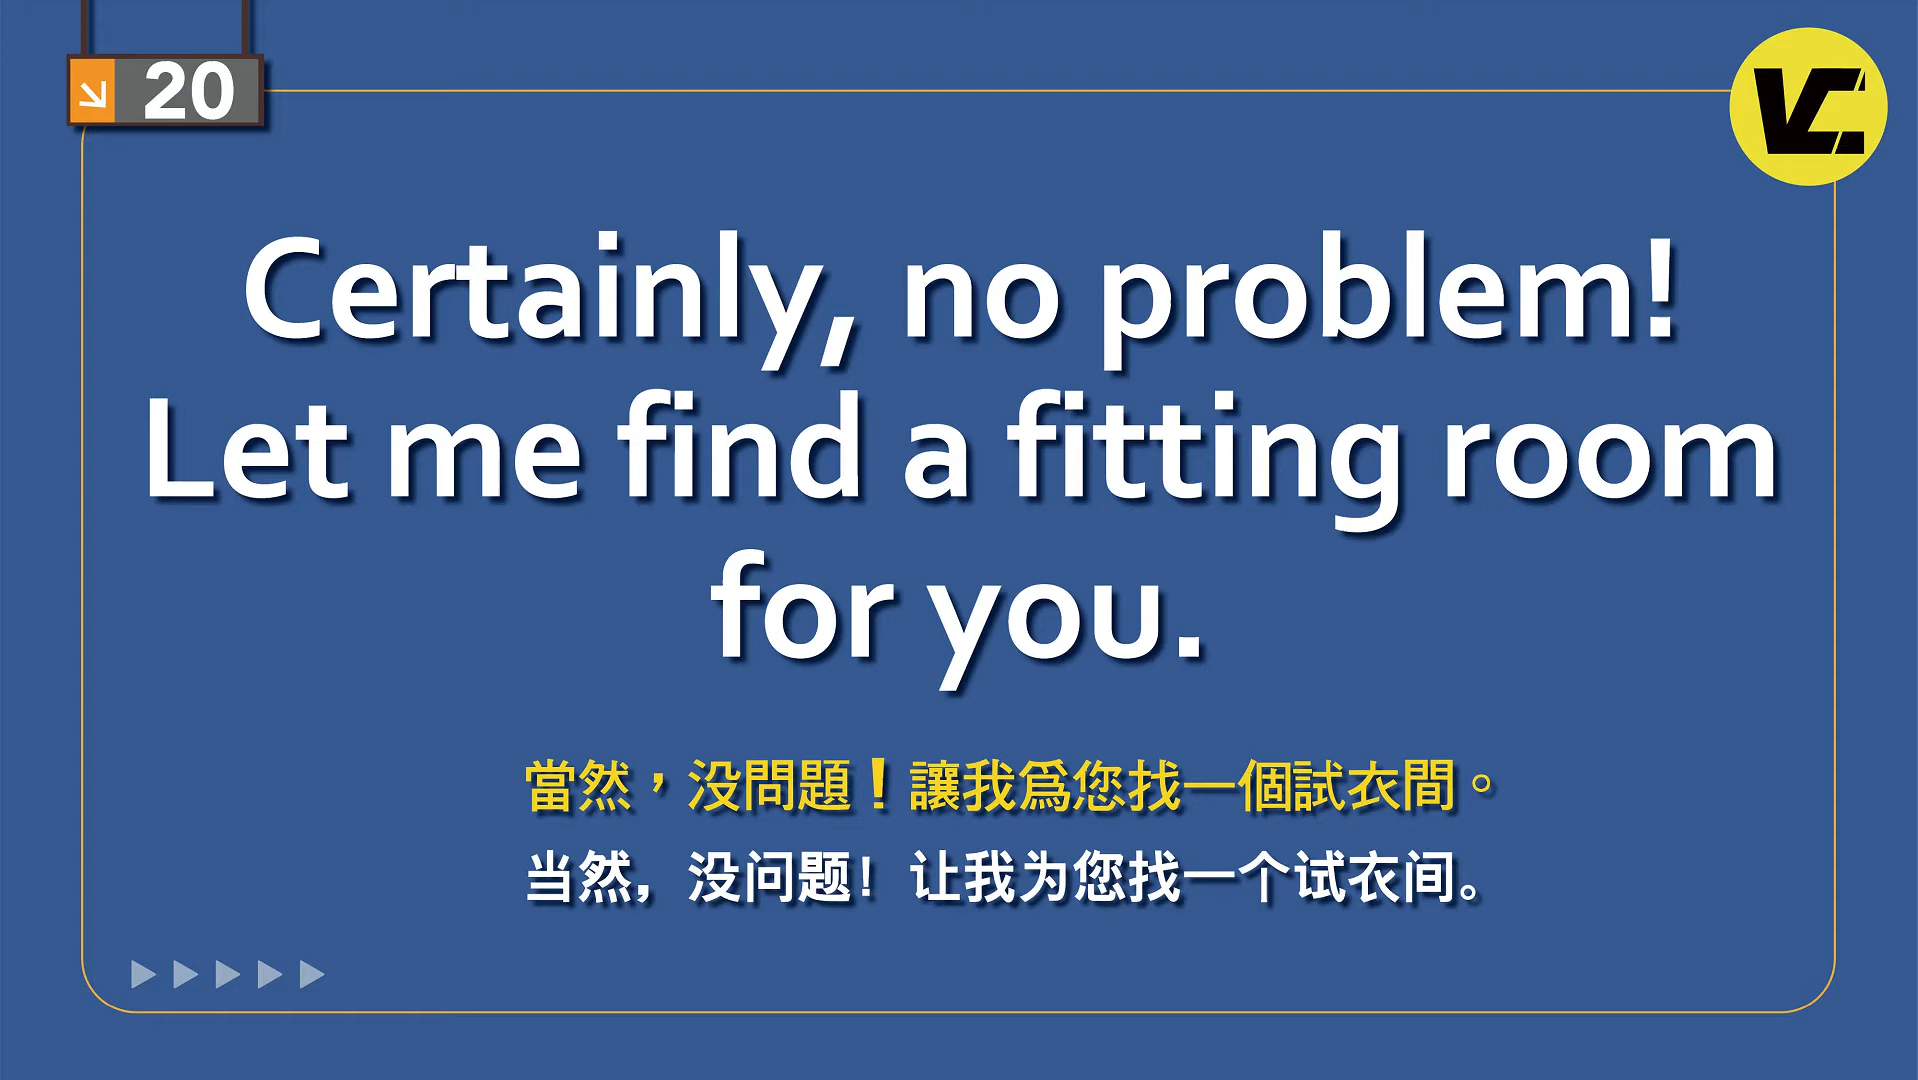 20
VC
Certainly, no problem!
Let me find a fitting room
for you.
當然，没問題！讓我爲您找一個試衣間。
当然，没问题！让我为您找一个试衣间。